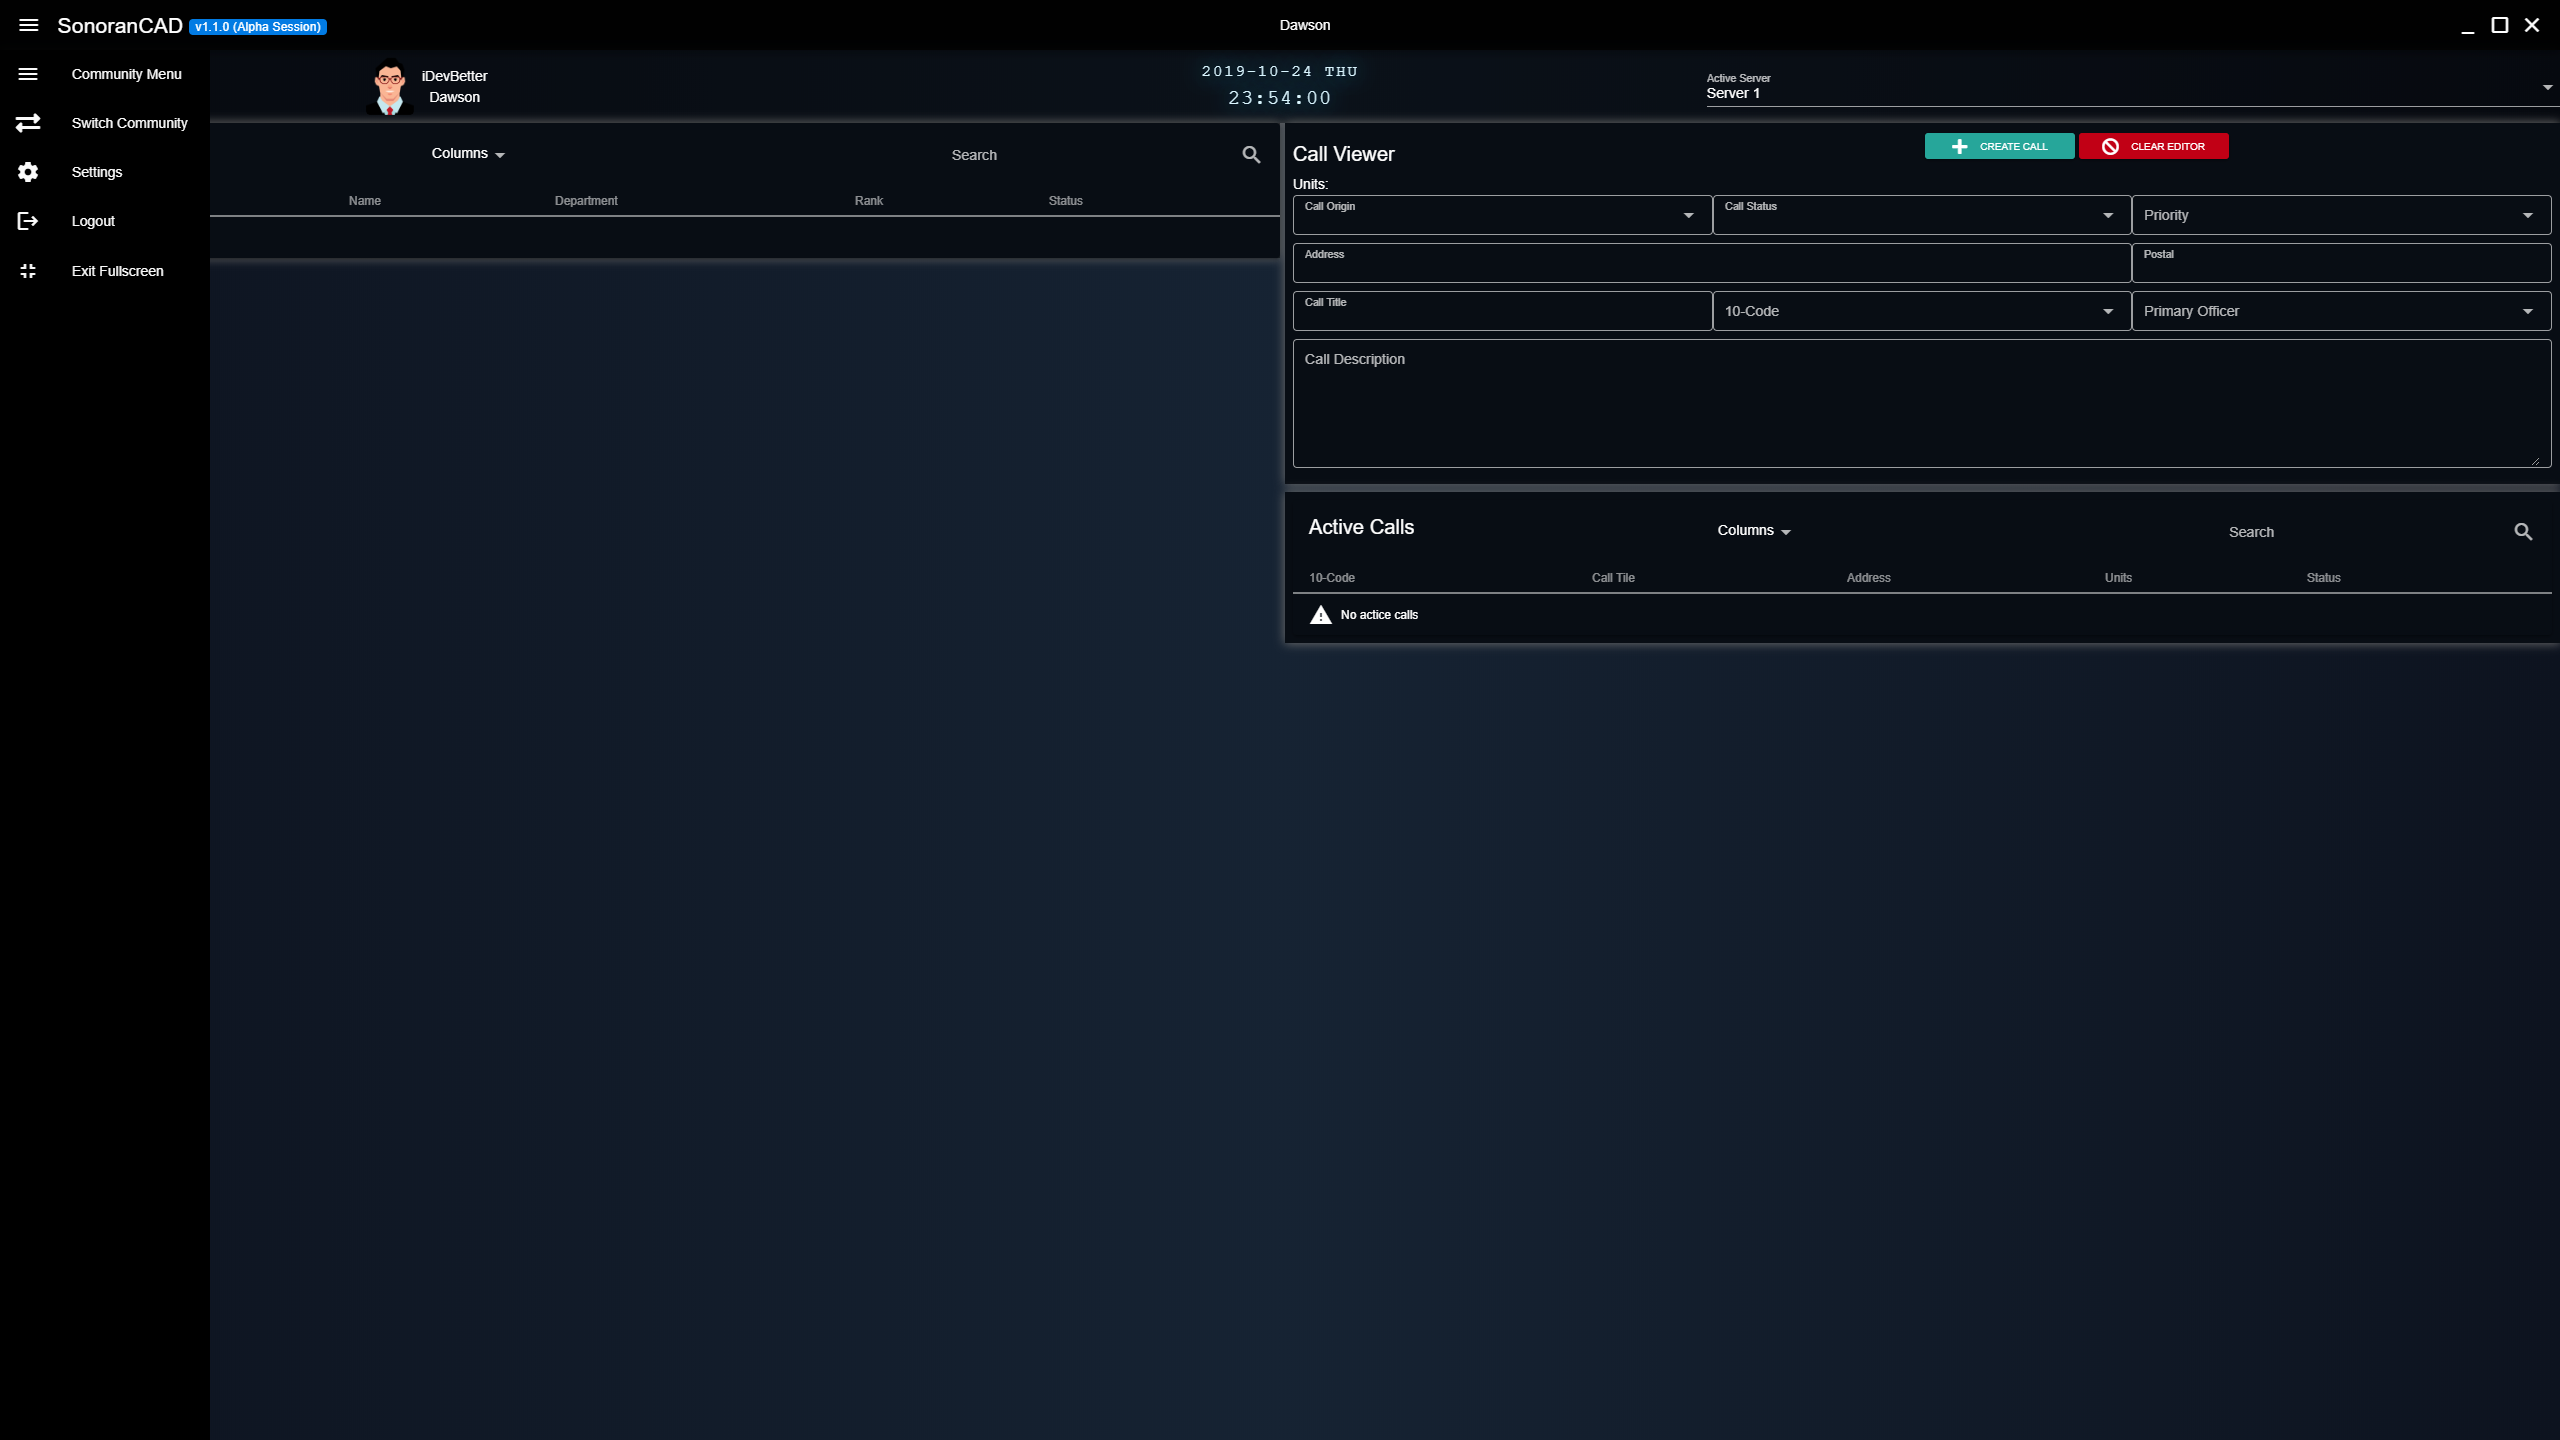 SonoranCAD v1.1.0 (Alpha Session)
Dawson
Community Menu
Switch Community
Settings
Logout
Exit Fullscreen
iDevBetter
Dawson
2019-10-24 THU
23:54:00
Active Server
Server 1
Columns
Search
Name Department Rank Status
Call Viewer
CREATE CALL
CLEAR EDITOR
Units:
Call Origin
Call Status
Priority
Address
Postal
Call Title
10-Code
Primary Officer
Call Description
Active Calls
Columns
Search
10-Code Call Tile Address Units Status
No actice calls